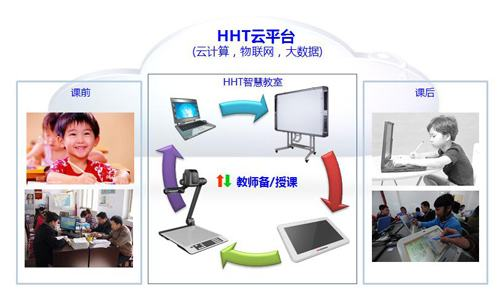 HHT云平台
(云计算，物联网，大数据)
课前
HHT智慧教室
课后
教师备/授课